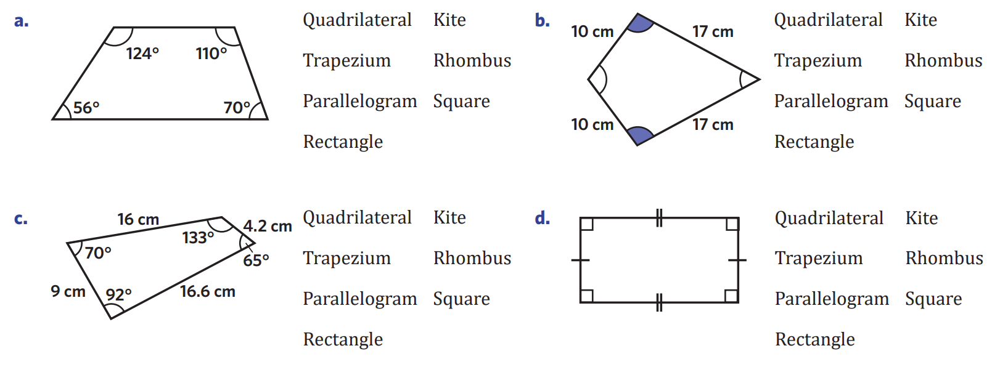 a.
Quadrilateral Kite
124° 110°
Trapezium Rhombus
56° 70°
Parallelogram Square
Rectangle
b.
10 cm 17 cm
Quadrilateral Kite
Trapezium Rhombus
Parallelogram Square
10 cm 17 cm
Rectangle
c.
16 cm 4.2 cm
133°
70° 65°
9 cm 92° 16.6 cm
Quadrilateral Kite
Trapezium Rhombus
Parallelogram Square
Rectangle
d.
Quadrilateral Kite
Trapezium Rhombus
Parallelogram Square
Rectangle